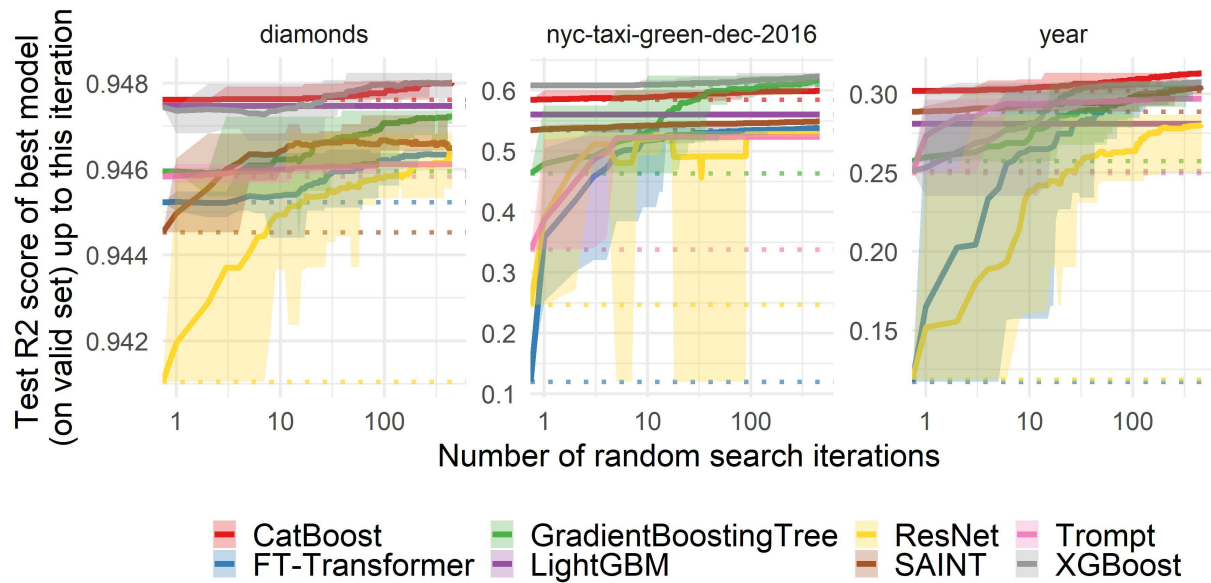 diamonds
nyc-taxi-green-dec-2016
year
Test R2 score of best model
(on valid set) up to this iteration
0.948
0.946
0.944
0.942
0.6
0.5
0.4
0.3
0.2
0.1
0.30
0.25
0.20
0.15
1 10 100
1 10 100
1 10 100
Number of random search iterations
CatBoost GradientBoostingTree ResNet Trompt
FT-Transformer LightGBM SAINT XGBoost